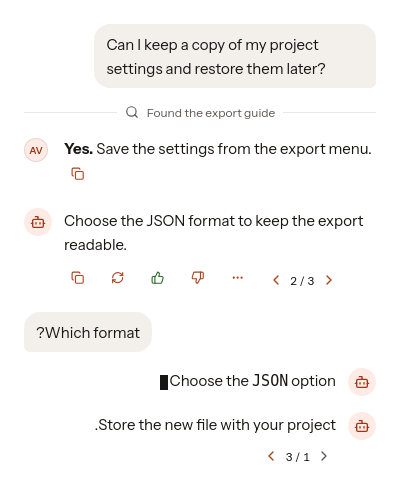 Can I keep a copy of my project
settings and restore them later?
Found the export guide
AV
Yes. Save the settings from the export menu.
Choose the JSON format to keep the export
readable.
2 / 3
?Which format
Choose the JSON option
.Store the new file with your project
3 / 1